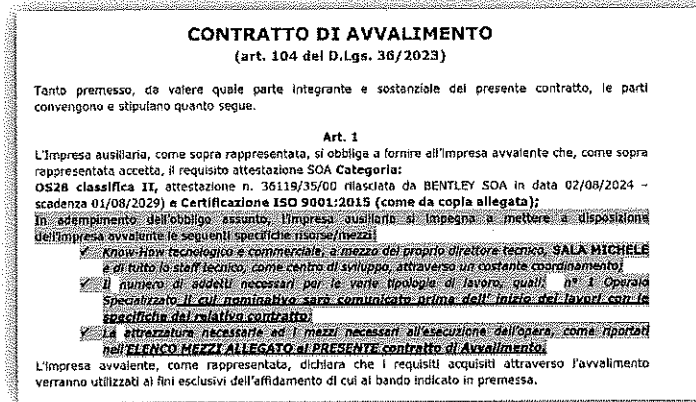 CONTRATTO DI AVVALIMENTO
(art. 104 del D.Lgs. 36/2023)
Tanto premesso, da valere quale parte integrante e sostanziale del presente contratto, le parti
convengono e stipulano quanto segue.
Art. 1
L'Impresa ausiliaria, come sopra rappresentata, si obbliga a fornire all'impresa avvalente che, come sopra
rappresentata accetta, il requisito attestazione SOA Categoria:
OS28 classifica II, attestazione n. 36119/35/00 rilasciata da BENTLEY SOA in data 02/08/2024 –
scadenza 01/08/2029) e Certificazione ISO 9001:2015 (come da copia allegata);
In adempimento dell'obbligo assunto, l'impresa ausiliaria si impegna a mettere a disposizione
dell'impresa avvalente le seguenti specifiche risorse/mezzi
✓ Know-How tecnologico e commerciale, a mezzo del proprio direttore tecnico, SALA MICHELE
e di tutto lo staff tecnico, come centro di sviluppo, attraverso un costante coordinamento;
✓ Il numero di addetti necessari per le varie tipologia di lavoro, quali: n° 1 Operaio
Specializzato il cui nominativo sarà comunicato prima dell' inizio dei lavori con le
specifiche del relativo contratto;
✓ La attrezzatura necessarie ed i mezzi necessari all'esecuzione dell'opera, come riportati
nell'ELENCO MEZZI ALLEGATO al PRESENTE contratto di Avvalimento.
L'impresa avvalente, come rappresentata, dichiara che i requisiti acquisiti attraverso l'avvalimento
verranno utilizzati ai fini esclusivi dell'affidamento di cui al bando indicato in premessa.